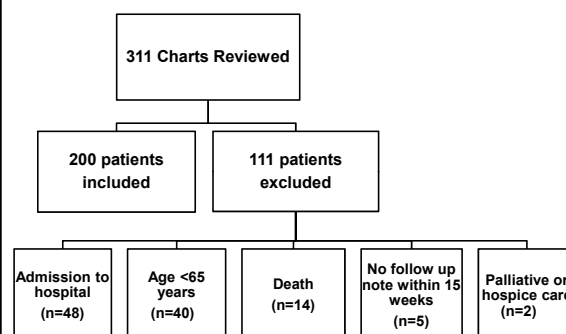 311 Charts Reviewed
200 patients
included
111 patients
excluded
Admission to
hospital
(n=48)
Age <65
years
(n=40)
Death
(n=14)
No follow up
note within 15
weeks
(n=5)
Palliative or
hospice care
(n=2)